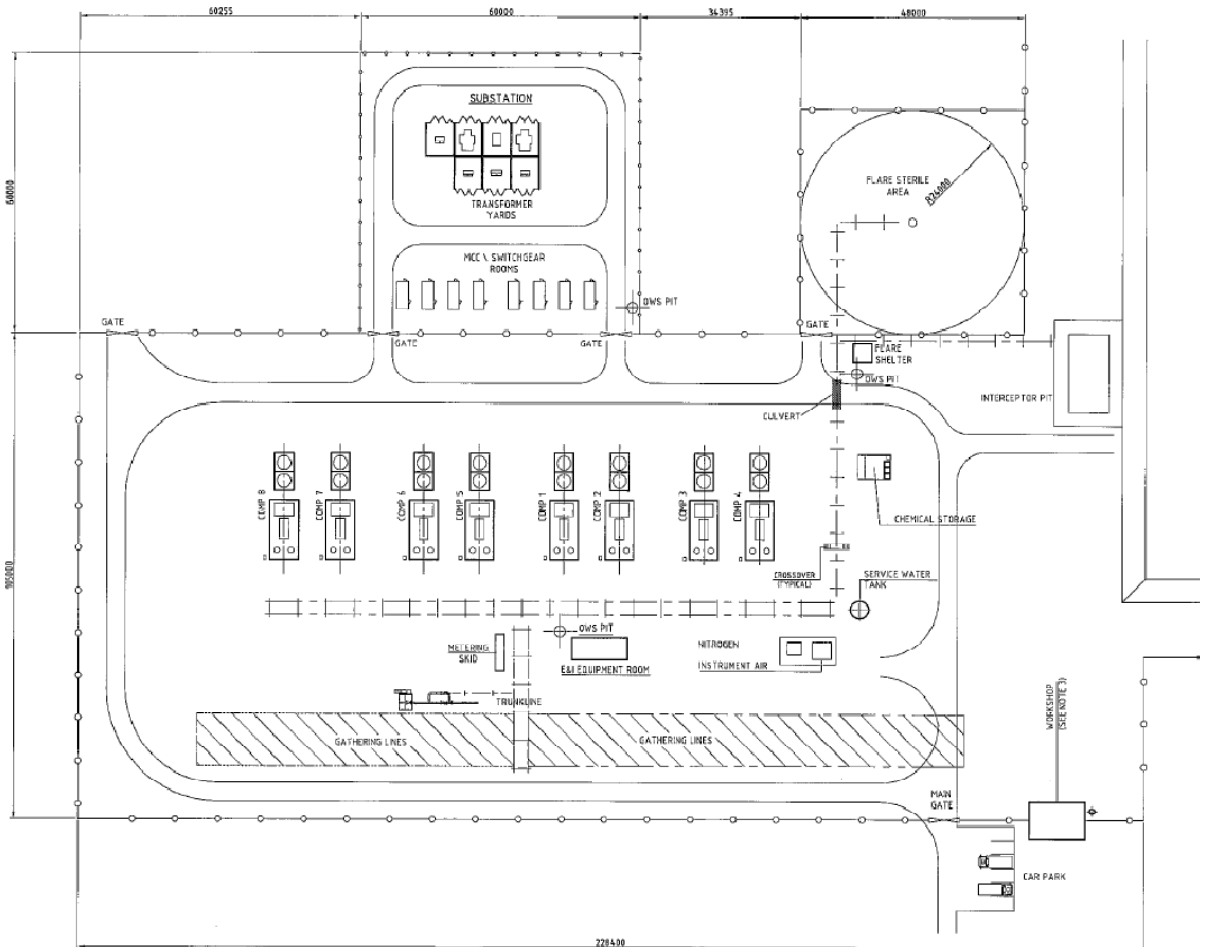 60255
60000
34395
48000
SUBSTATION
TRANSFORMER
YARDS
60000
FLARE STERILE
AREA
R24000
MCC \ SWITCHGEAR
ROOMS
OWS PIT
GATE
GATE
GATE
GATE
FLARE
SHELTER
OWS PIT
INTERCEPTOR PIT
CULVERT
COMP 8
COMP 7
COMP 6
COMP 5
COMP 1
COMP 2
COMP 3
COMP 4
CHEMICAL STORAGE
105000
CROSSOVER
(TYPICAL)
SERVICE WATER
TANK
OWS PIT
METERING
SKID
E&I EQUIPMENT ROOM
NITROGEN
INSTRUMENT AIR
TRUNKLINE
GATHERING LINES
GATHERING LINES
WORKSHOP
(SEE NOTE 3)
MAIN
GATE
CAR PARK
228400